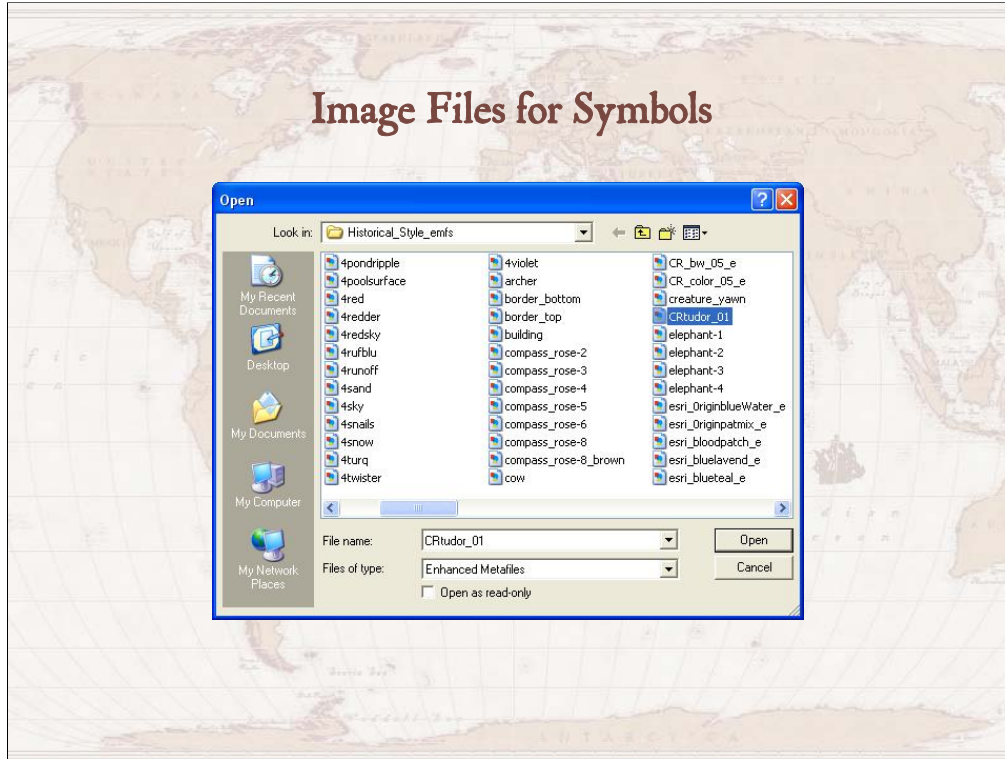 Image Files for Symbols
Open
Look in:
Historical_Style_emfs
My Recent
Documents
Desktop
My Documents
My Computer
My Network
Places
4pondripple
4poolsurface
4red
4redder
4redsky
4rufblu
4runoff
4sand
4sky
4snails
4snow
4turq
4twister
4violet
archer
border_bottom
border_top
building
compass_rose-2
compass_rose-3
compass_rose-4
compass_rose-5
compass_rose-6
compass_rose-8
compass_rose-8_brown
cow
CR_bw_05_e
CR_color_05_e
creature_yawn
CRtudor_01
elephant-1
elephant-2
elephant-3
elephant-4
esri_0riginblueWater_e
esri_0riginpatmix_e
esri_bloodpatch_e
esri_bluelavend_e
esri_blueteal_e
File name:
CRtudor_01
Open
Files of type:
Enhanced Metafiles
Cancel
Open as read-only
ANTARCTICA